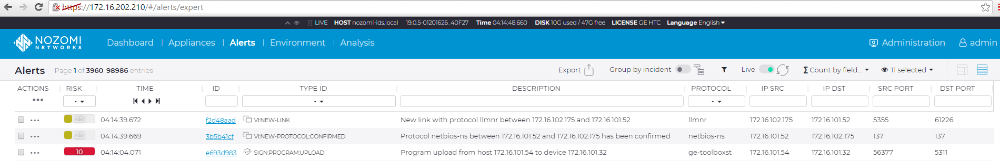 https://172.16.202.210/#/alerts/expert
LIVE HOST nozomi-ids.local 19.0.5-01201626_40F27 Time 04:14:48.660 DISK 10G used / 47G free LICENSE GE HTC Language English
NOZOMI NETWORKS Dashboard Appliances Alerts Environment Analysis Administration admin
Alerts Page 1 of 3960, 98986 entries Export Group by incident Live Σ Count by field... 11 selected
ACTIONS RISK TIME ID TYPE ID DESCRIPTION PROTOCOL IP SRC IP DST SRC PORT DST PORT
••• - - -
••• 2.5 04:14:39.672 f2d48aad VI:NEW-LINK New link with protocol llmnr between 172.16.102.175 and 172.16.101.52 llmnr 172.16.102.175 172.16.101.52 5355 61226
••• 2.5 04:14:39.669 3b5b41cf VI:NEW-PROTOCOL:CONFIRMED Protocol netbios-ns between 172.16.101.52 and 172.16.102.175 has been confirmed netbios-ns 172.16.101.52 172.16.102.175 137 137
••• 10 04:14:04.071 e693d983 SIGN:PROGRAM:UPLOAD Program upload from host 172.16.101.54 to device 172.16.101.32 ge-toolboxst 172.16.101.54 172.16.101.32 56377 5311